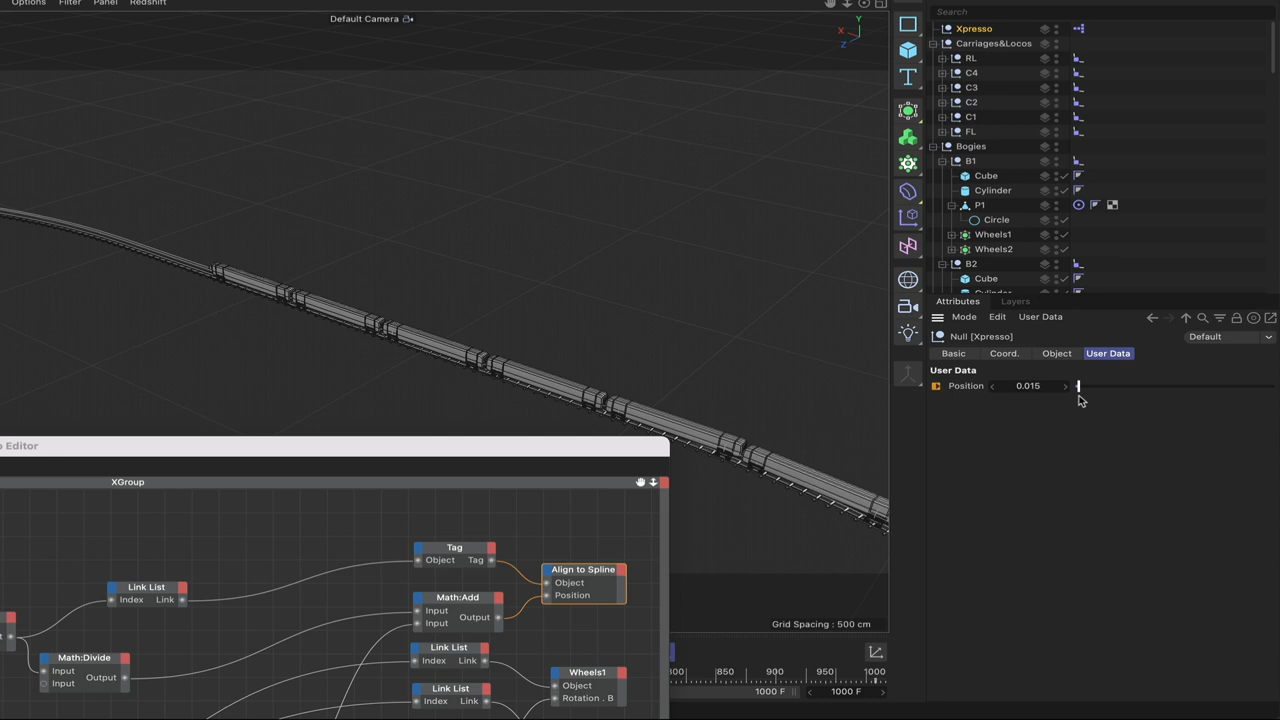 Options Filter Panel Redshift
Default Camera
Y
X
Z
Grid Spacing : 500 cm
Search
Xpresso
Carriages&Locos
RL
C4
C3
C2
C1
FL
Bogies
B1
Cube
Cylinder
P1
Circle
Wheels1
Wheels2
B2
Cube
Cylinder
Attributes Layers
Mode Edit User Data
Null [Xpresso] Default
Basic Coord. Object User Data
User Data
Position 0.015
o Editor
XGroup
Tag
Object Tag
Align to Spline
Object
Position
Link List
Index Link
Math:Add
Input
Input
Output
Math:Divide
Input
Input
Output
Link List
Index Link
Wheels1
Object
Rotation . B
Link List
Index Link
800 850 900 950 1000
1000 F 1000 F